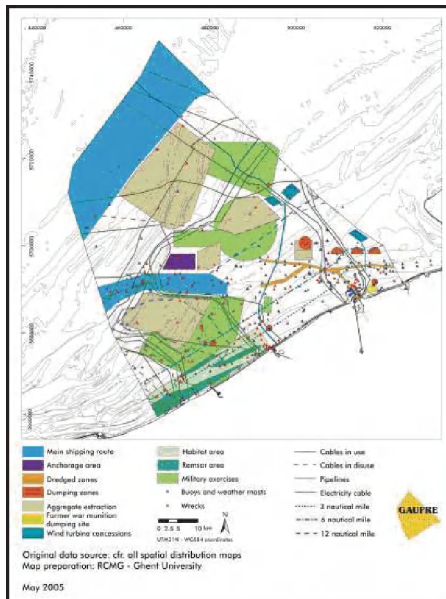 Main shipping route
Anchorage area
Dredged zones
Dumping zones
Aggregate extraction
Former war munition
dumping site
Wind turbine concessions
Habitat area
Ramsar area
Military exercises
Buoys and weather masts
Wrecks
0 2.5 5 10 km
N
UTM31N - WGS84 coordinates
Cables in use
Cables in disuse
Pipelines
Electricity cable
3 nautical mile
6 nautical mile
12 nautical mile
GAUFRE
Original data source: cfr. all spatial distribution maps
Map preparation: RCMG - Ghent University
May 2005